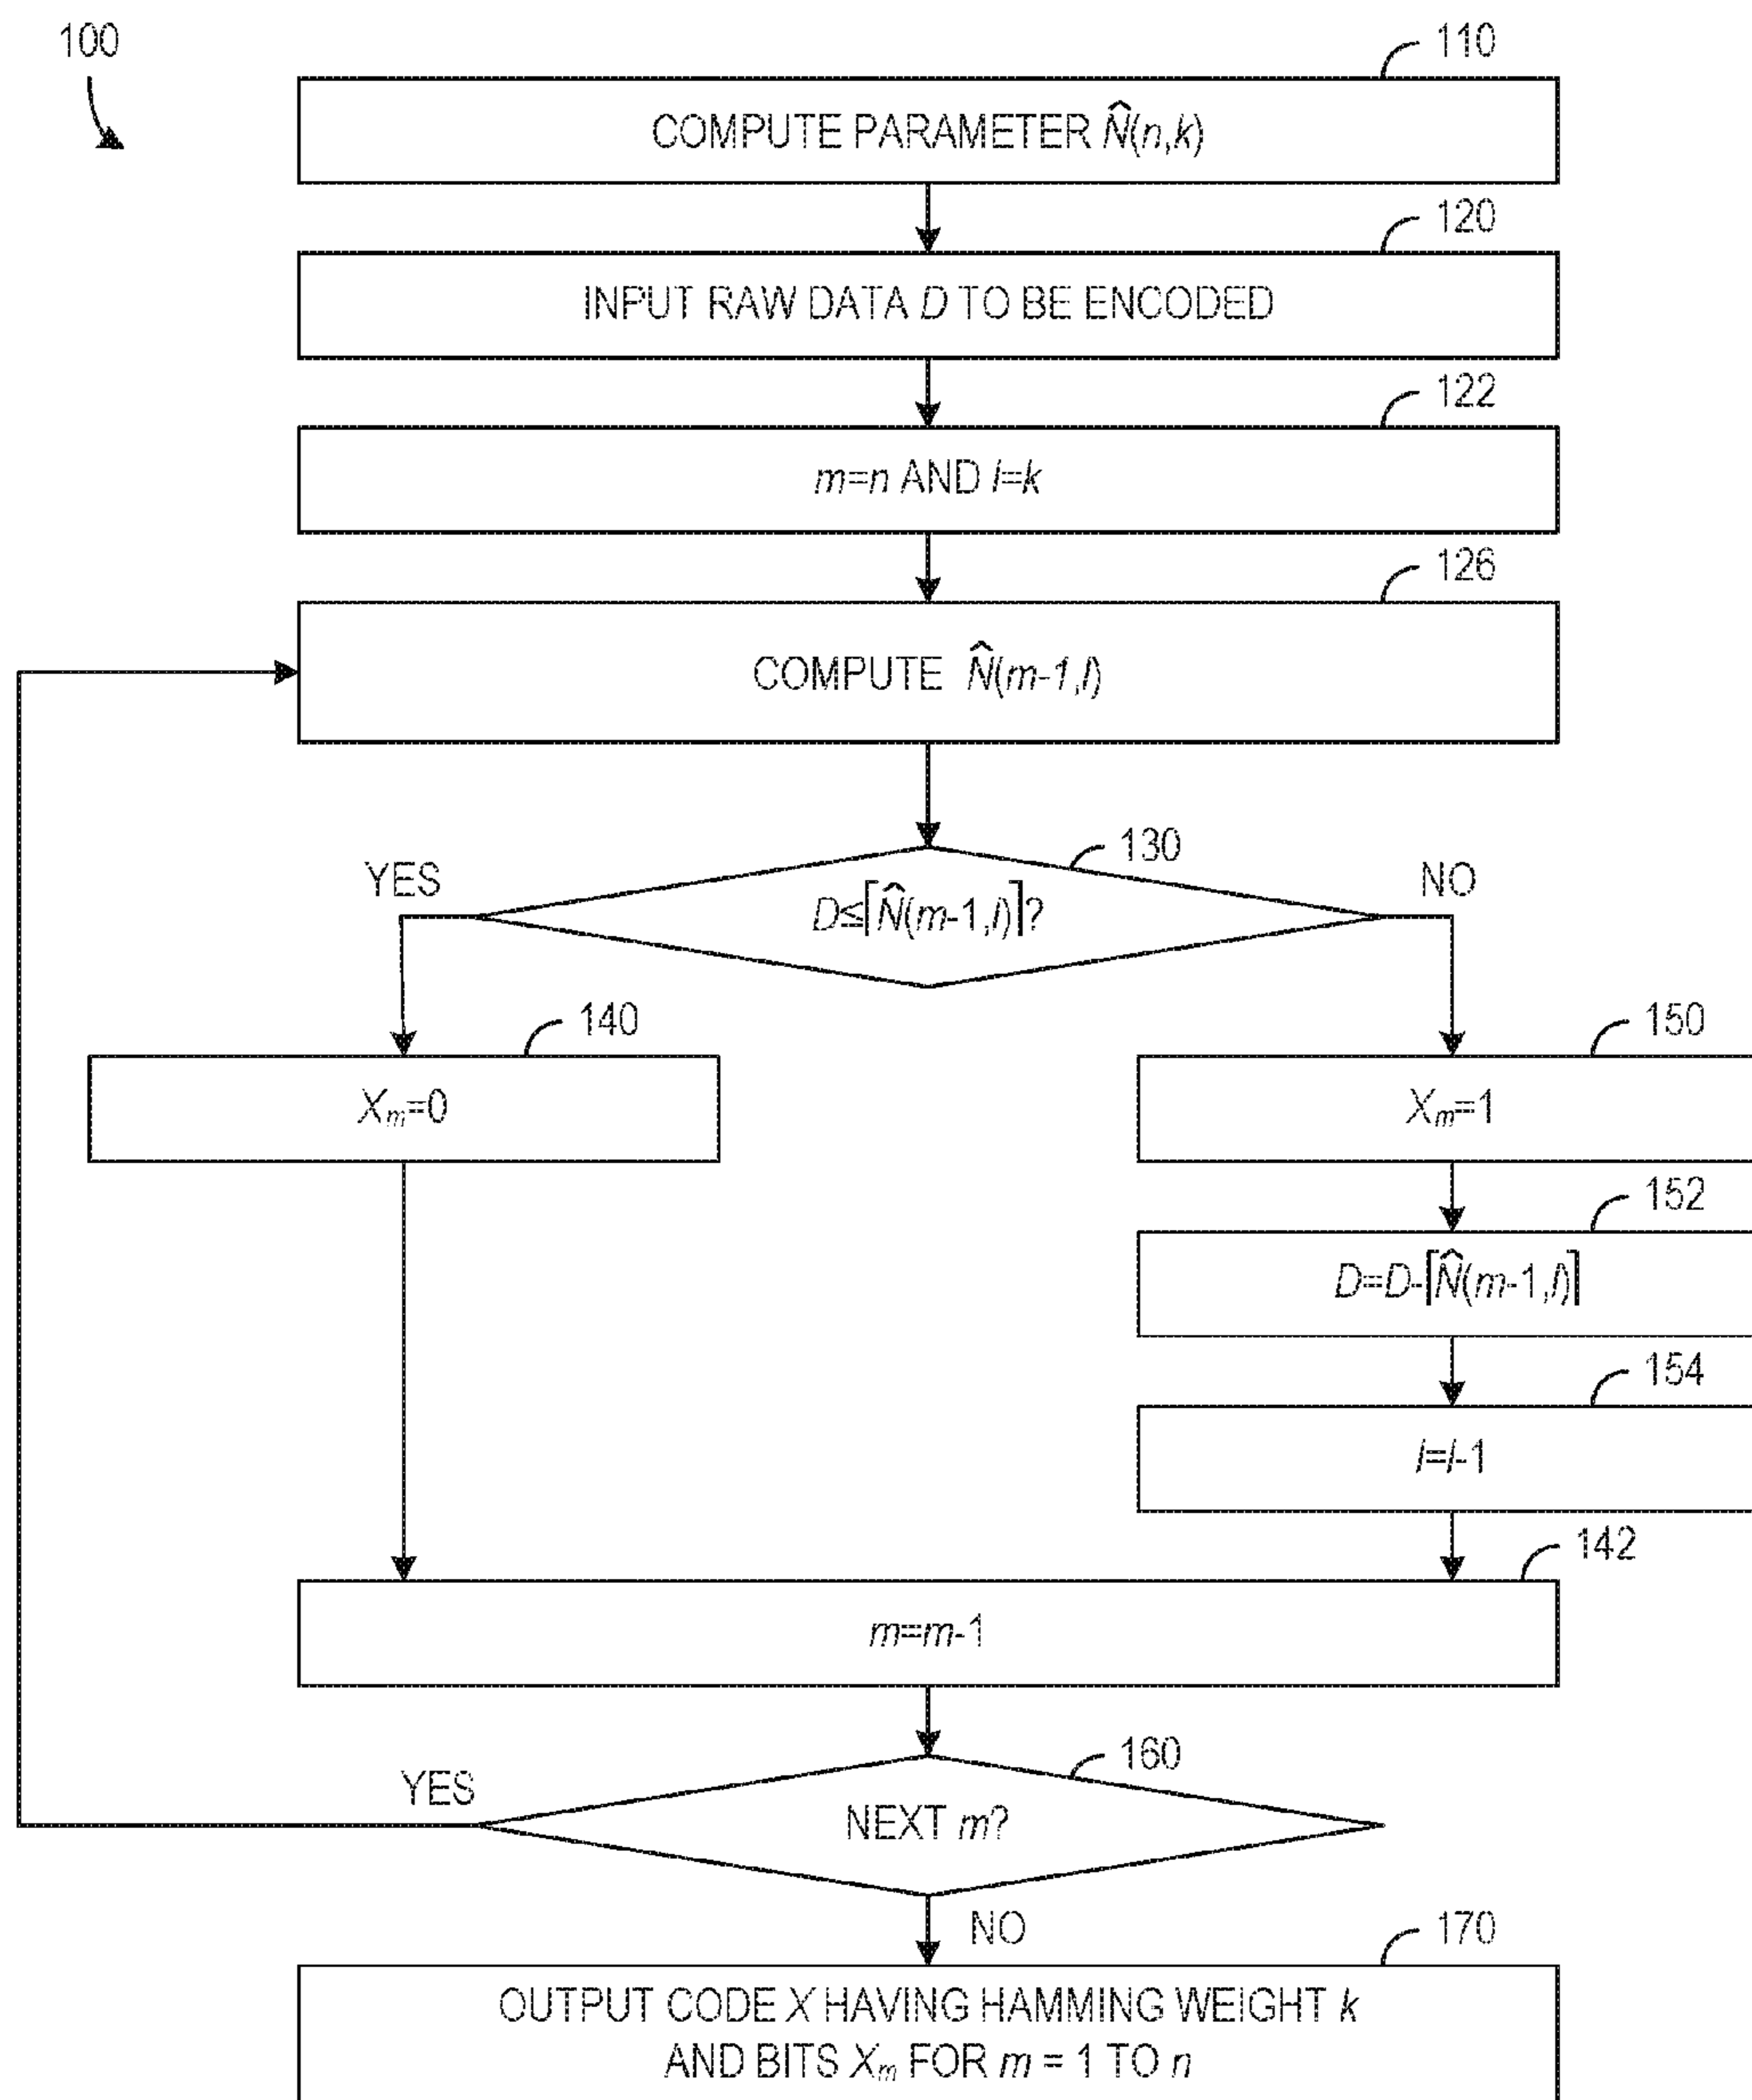 100
110
COMPUTE PARAMETER N̂(n,k)
120
INPUT RAW DATA D TO BE ENCODED
122
m=n AND l=k
126
COMPUTE N̂(m-1,l)
130
YES
NO
D≤⌈N̂(m-1,l)⌉?
140
150
Xₘ=0
Xₘ=1
152
D=D-⌈N̂(m-1,l)⌉
154
l=l-1
142
m=m-1
160
YES
NEXT m?
NO
170
OUTPUT CODE X HAVING HAMMING WEIGHT k
AND BITS Xₘ FOR m = 1 TO n